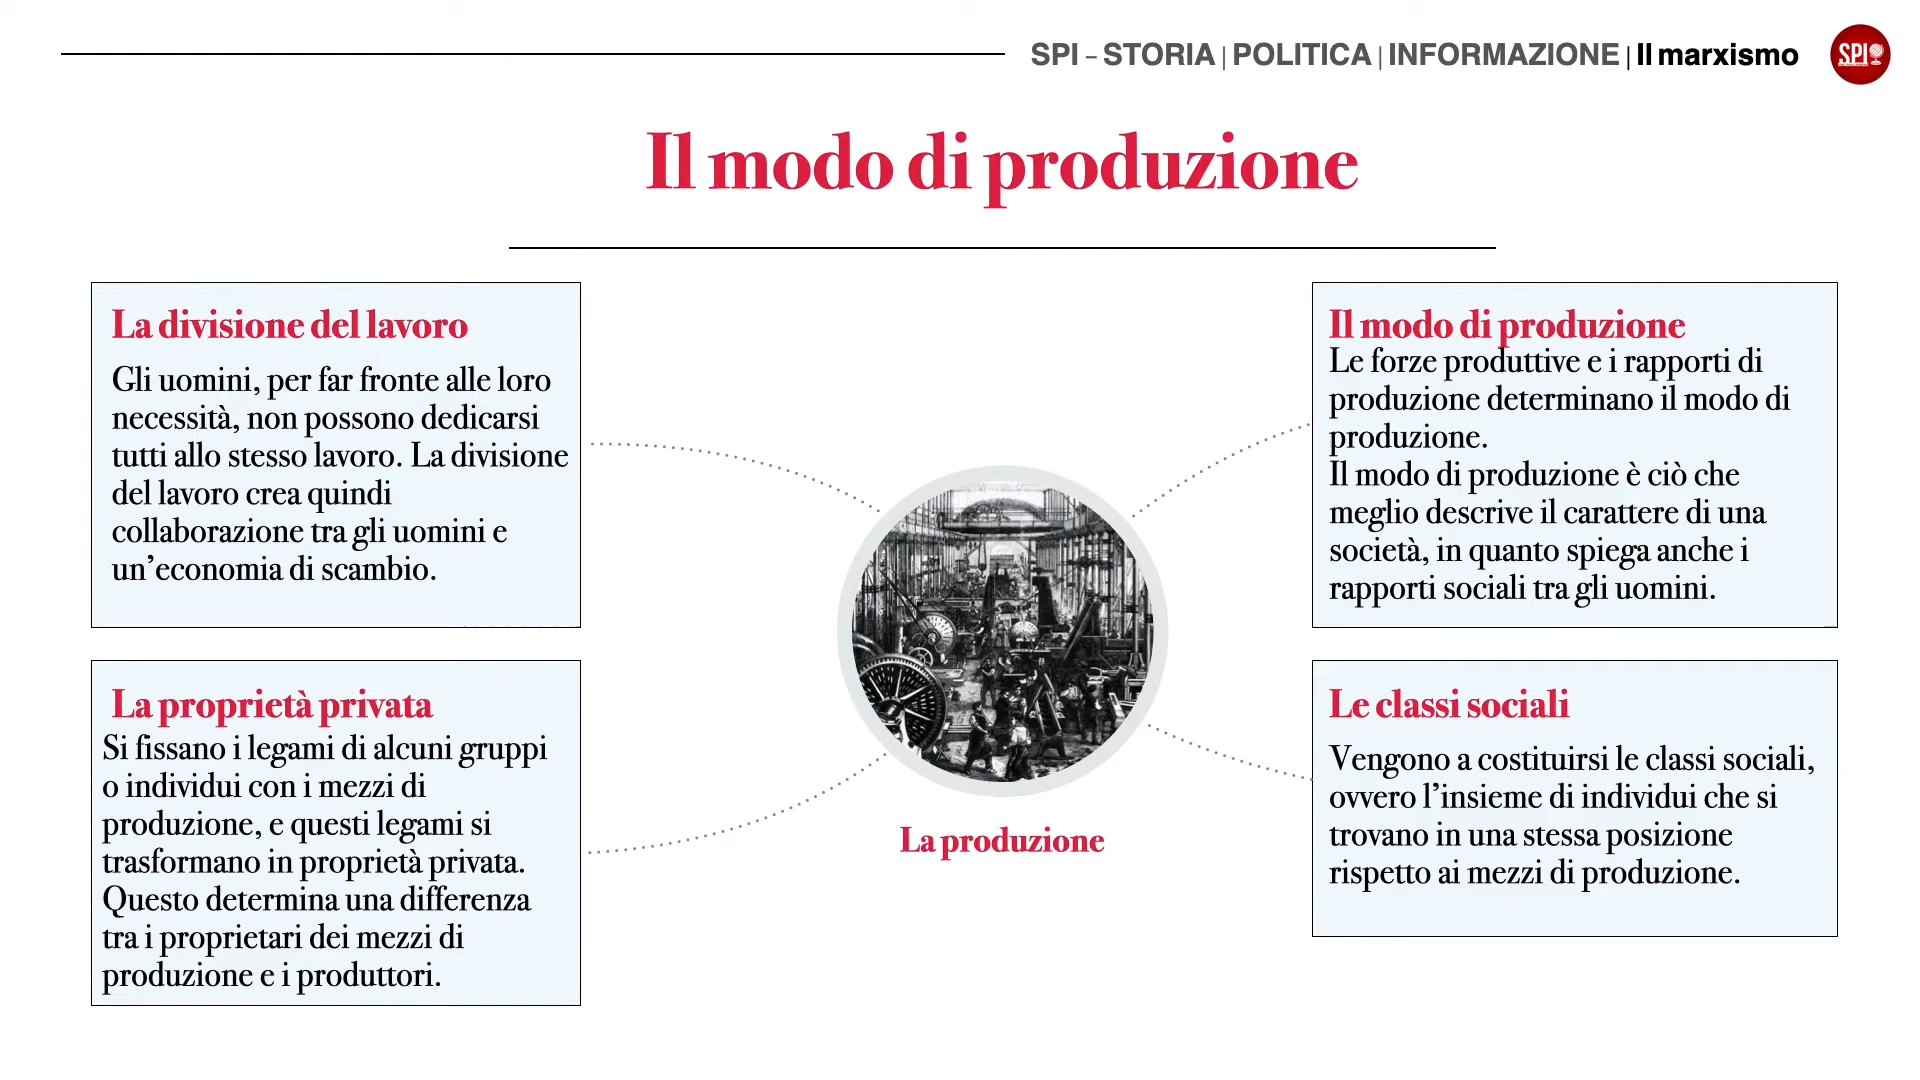 SPI – STORIA | POLITICA | INFORMAZIONE | Il marxismo
SPI
Il modo di produzione
La divisione del lavoro
Gli uomini, per far fronte alle loro
necessità, non possono dedicarsi
tutti allo stesso lavoro. La divisione
del lavoro crea quindi
collaborazione tra gli uomini e
un’economia di scambio.
La proprietà privata
Si fissano i legami di alcuni gruppi
o individui con i mezzi di
produzione, e questi legami si
trasformano in proprietà privata.
Questo determina una differenza
tra i proprietari dei mezzi di
produzione e i produttori.
La produzione
Il modo di produzione
Le forze produttive e i rapporti di
produzione determinano il modo di
produzione.
Il modo di produzione è ciò che
meglio descrive il carattere di una
società, in quanto spiega anche i
rapporti sociali tra gli uomini.
Le classi sociali
Vengono a costituirsi le classi sociali,
ovvero l’insieme di individui che si
trovano in una stessa posizione
rispetto ai mezzi di produzione.